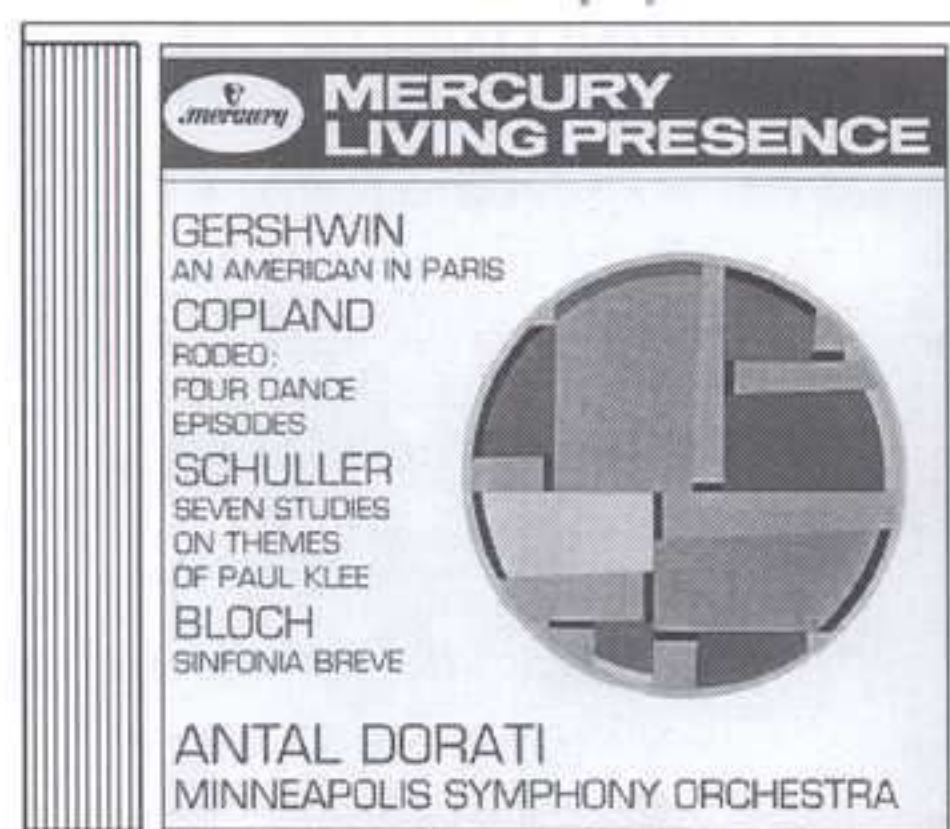 mercury
MERCURY
LIVING PRESENCE
GERSHWIN
AN AMERICAN IN PARIS
COPLAND
RODEO:
FOUR DANCE
EPISODES
SCHULLER
SEVEN STUDIES
ON THEMES
OF PAUL KLEE
BLOCH
SINFONIA BREVE
ANTAL DORATI
MINNEAPOLIS SYMPHONY ORCHESTRA